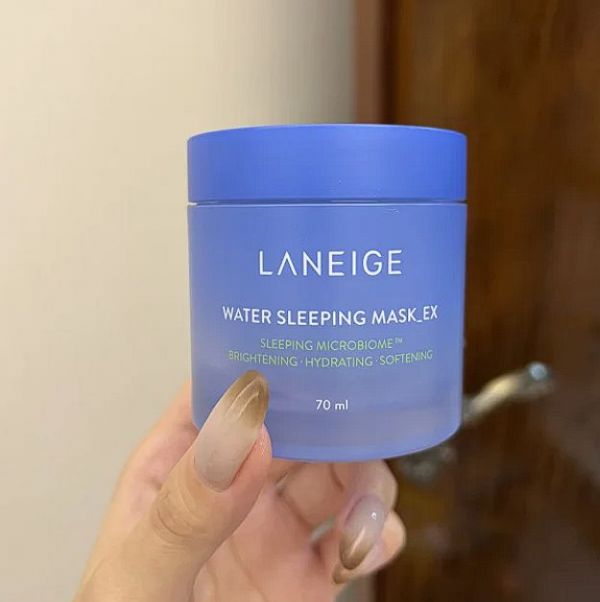 LANEIGE
WATER SLEEPING MASK_EX
SLEEPING MICROBIOME™
BRIGHTENING · HYDRATING · SOFTENING
70 ml